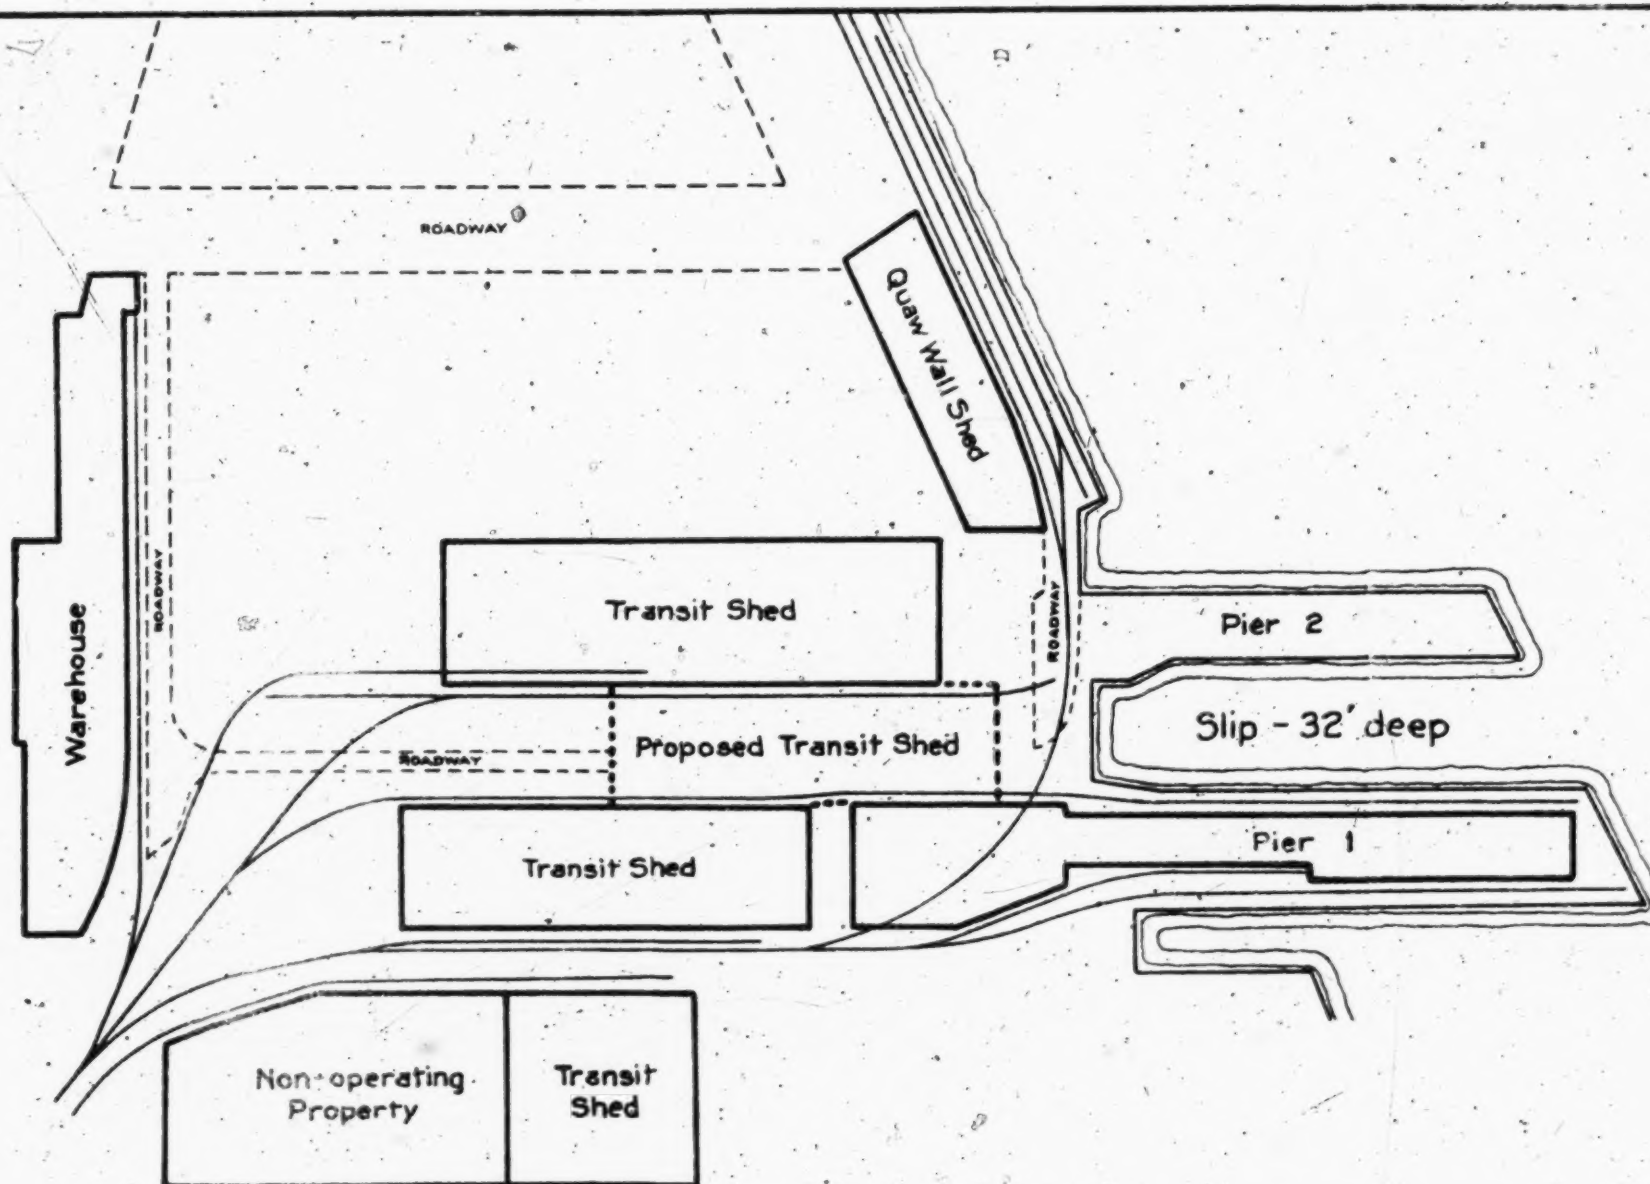 ROADWAY
Quaw Wall Shed
ROADWAY
Warehouse
Transit Shed
ROADWAY
Pier 2
Slip - 32' deep
Proposed Transit Shed
ROADWAY
Transit Shed
Pier 1
Non-operating
Property
Transit
Shed